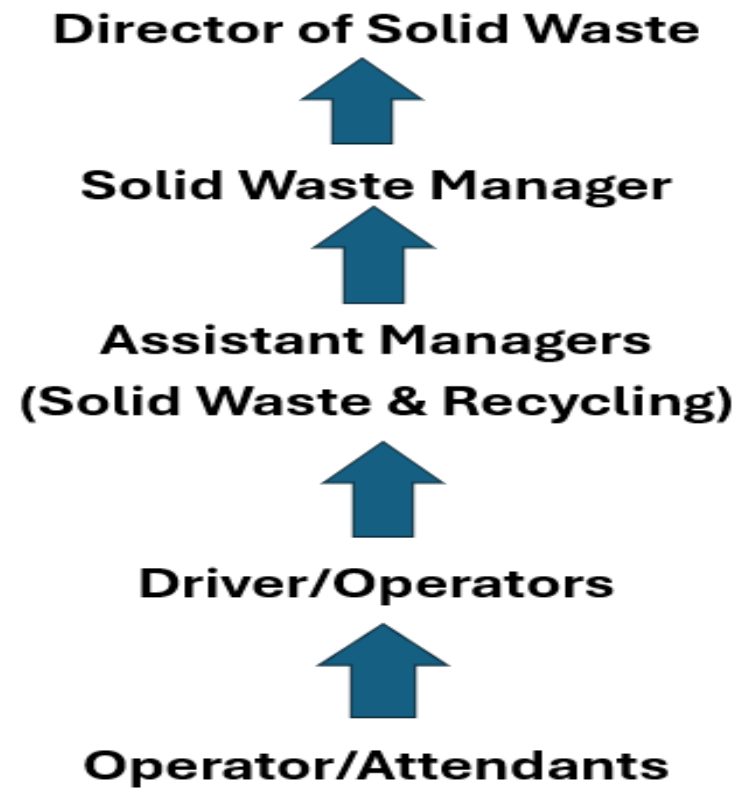 Director of Solid Waste
Solid Waste Manager
Assistant Managers
(Solid Waste & Recycling)
Driver/Operators
Operator/Attendants